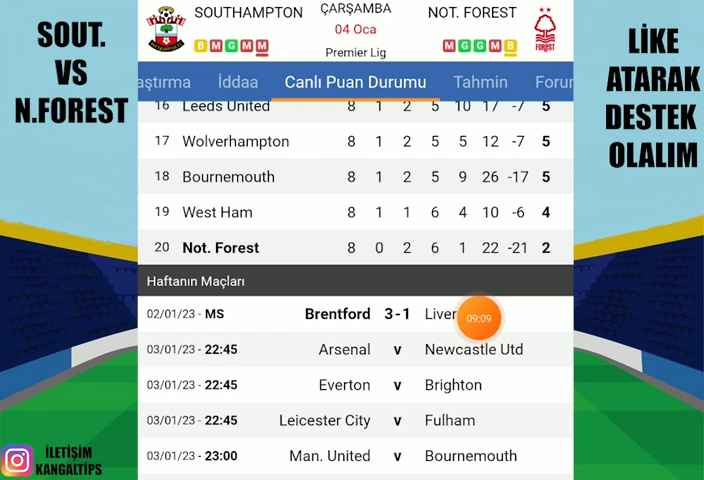 SOUT.
VS
N.FOREST
SOUTHAMPTON
B M G M M
ÇARŞAMBA
04 Oca
Premier Lig
NOT. FOREST
M G G M B
FOREST
LİKE
ATARAK
DESTEK
OLALIM
aştırma İddaa Canlı Puan Durumu Tahmin Forum
16 Leeds United 8 1 2 5 10 17 -7 5
17 Wolverhampton 8 1 2 5 5 12 -7 5
18 Bournemouth 8 1 2 5 9 26 -17 5
19 West Ham 8 1 1 6 4 10 -6 4
20 Not. Forest 8 0 2 6 1 22 -21 2
Haftanın Maçları
02/01/23 - MS Brentford 3-1 Liver
09:09
03/01/23 - 22:45 Arsenal v Newcastle Utd
03/01/23 - 22:45 Everton v Brighton
03/01/23 - 22:45 Leicester City v Fulham
03/01/23 - 23:00 Man. United v Bournemouth
İLETİŞİM
KANGALTİPS